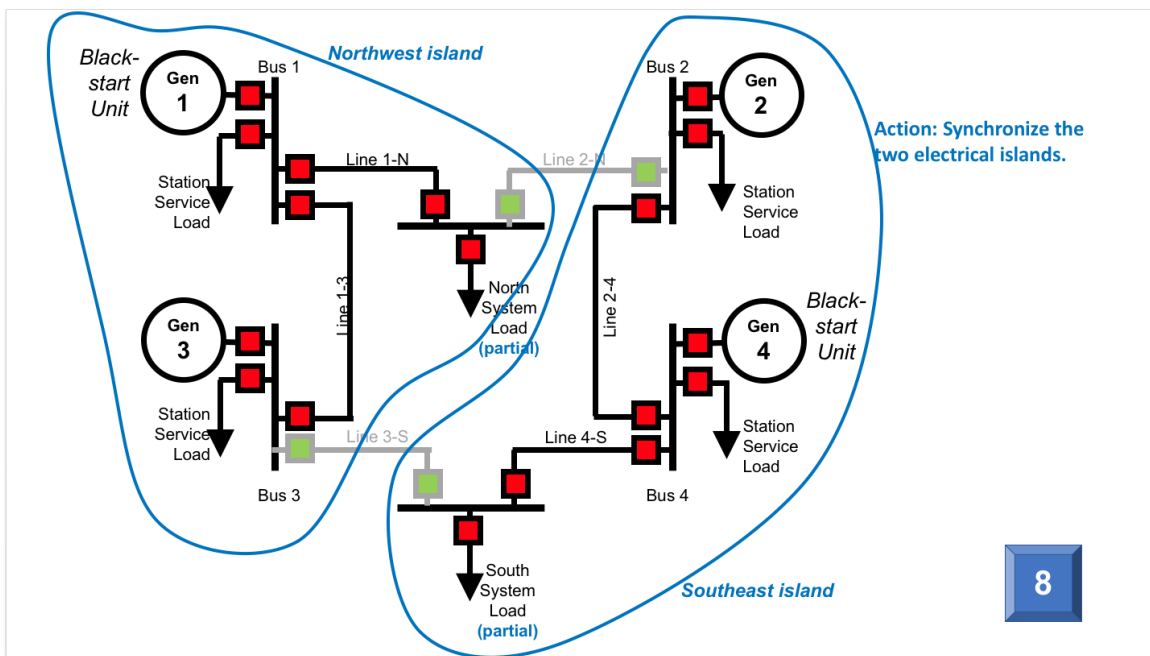 Northwest island
Black-
start
Unit
Gen
1
Bus 1
Bus 2
Gen
2
Action: Synchronize the
two electrical islands.
Line 1-N
Line 2-N
Station
Service
Load
Station
Service
Load
Line 1-3
North
System
Load
(partial)
Line 2-4
Gen
3
Gen
4
Black-
start
Unit
Station
Service
Load
Line 3-S
Line 4-S
Station
Service
Load
Bus 3
Bus 4
South
System
Load
(partial)
Southeast island
8